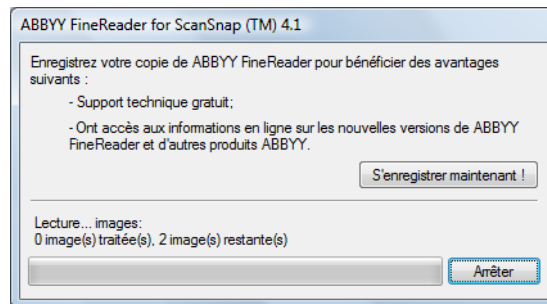 ABBYY FineReader for ScanSnap (TM) 4.1
Enregistrez votre copie de ABBYY FineReader pour bénéficier des avantages
suivants :
- Support technique gratuit;
- Ont accès aux informations en ligne sur les nouvelles versions de ABBYY
FineReader et d'autres produits ABBYY.
S'enregistrer maintenant !
Lecture... images:
0 image(s) traitée(s), 2 image(s) restante(s)
Arrêter